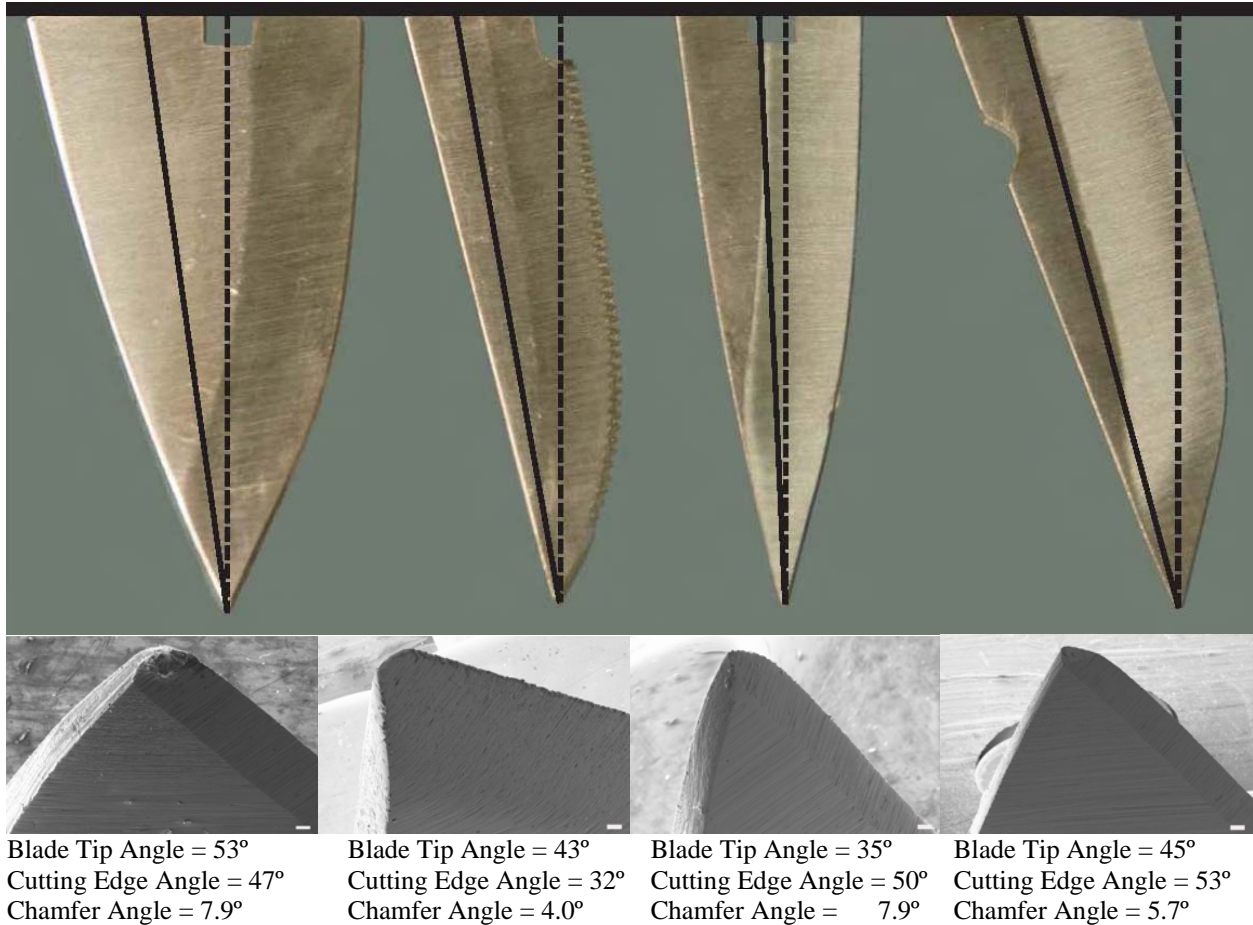 Blade Tip Angle = 53º
Cutting Edge Angle = 47º
Chamfer Angle = 7.9º
Blade Tip Angle = 43º
Cutting Edge Angle = 32º
Chamfer Angle = 4.0º
Blade Tip Angle = 35º
Cutting Edge Angle = 50º
Chamfer Angle = 7.9º
Blade Tip Angle = 45º
Cutting Edge Angle = 53º
Chamfer Angle = 5.7º